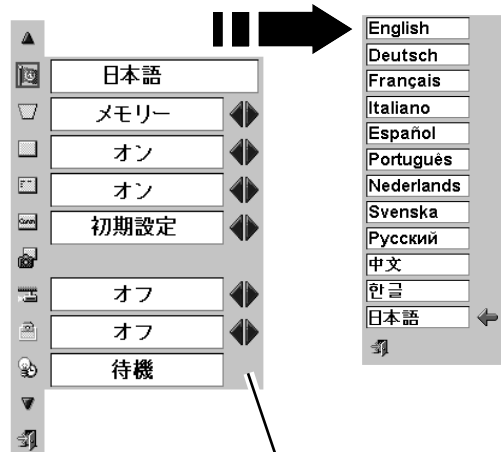 日本語
メモリー
オン
オン
初期設定
オフ
オフ
待機
English
Deutsch
Français
Italiano
Español
Português
Nederlands
Svenska
Русский
中文
한글
日本語